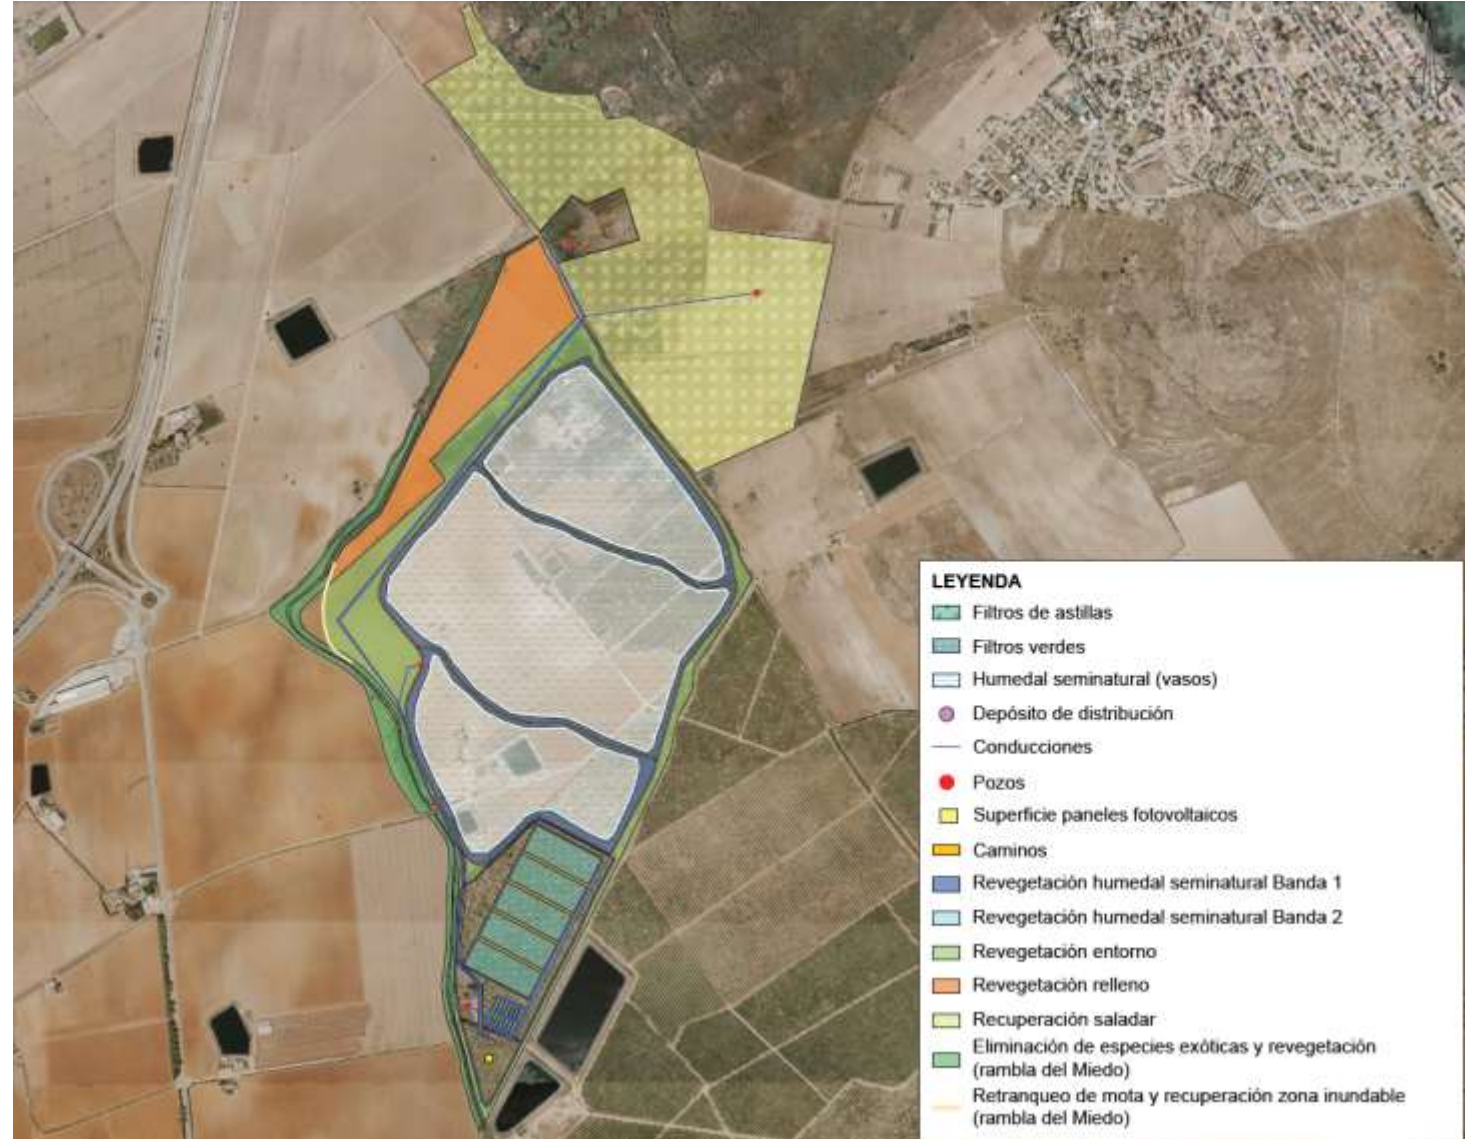 LEYENDA
Filtros de astillas
Filtros verdes
Humedal seminatural (vasos)
Depósito de distribución
Conducciones
Pozos
Superficie paneles fotovoltaicos
Caminos
Revegetación humedal seminatural Banda 1
Revegetación humedal seminatural Banda 2
Revegetación entorno
Revegetación relleno
Recuperación saladar
Eliminación de especies exóticas y revegetación
(rambla del Miedo)
Retranqueo de mota y recuperación zona inundable
(rambla del Miedo)